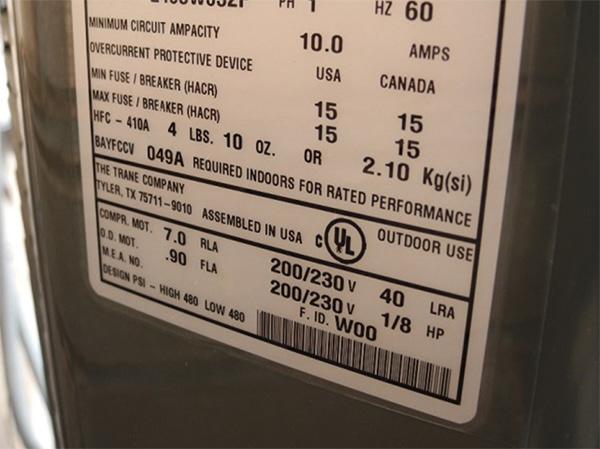 PH 1 HZ 60
MINIMUM CIRCUIT AMPACITY 10.0 AMPS
OVERCURRENT PROTECTIVE DEVICE USA CANADA
MIN FUSE / BREAKER (HACR) 15 15
MAX FUSE / BREAKER (HACR) 15 15
HFC - 410A 4 LBS. 10 OZ. OR 2.10 Kg(si)
BAYFCCV 049A REQUIRED INDOORS FOR RATED PERFORMANCE
THE TRANE COMPANY
TYLER, TX 75711-9010 ASSEMBLED IN USA c UL OUTDOOR USE
COMPR. MOT. 7.0 RLA 200/230 V 40 LRA
O.D. MOT. .90 FLA 200/230 V 1/8 HP
M.E.A. NO. F. ID. W00
DESIGN PSI - HIGH 480 LOW 480